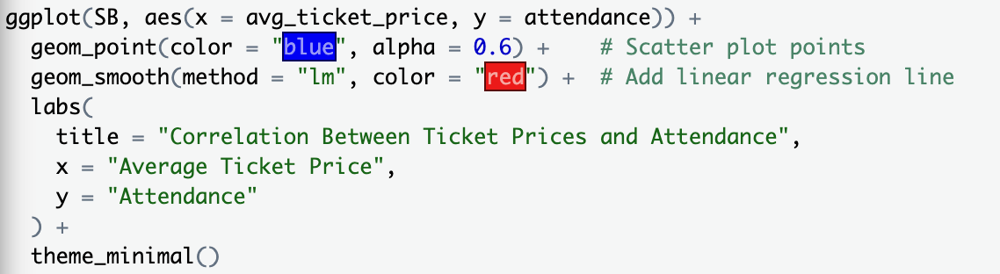 ggplot(SB, aes(x = avg_ticket_price, y = attendance)) +
  geom_point(color = "blue", alpha = 0.6) +    # Scatter plot points
  geom_smooth(method = "lm", color = "red") +  # Add linear regression line
  labs(
    title = "Correlation Between Ticket Prices and Attendance",
    x = "Average Ticket Price",
    y = "Attendance"
  ) +
  theme_minimal()